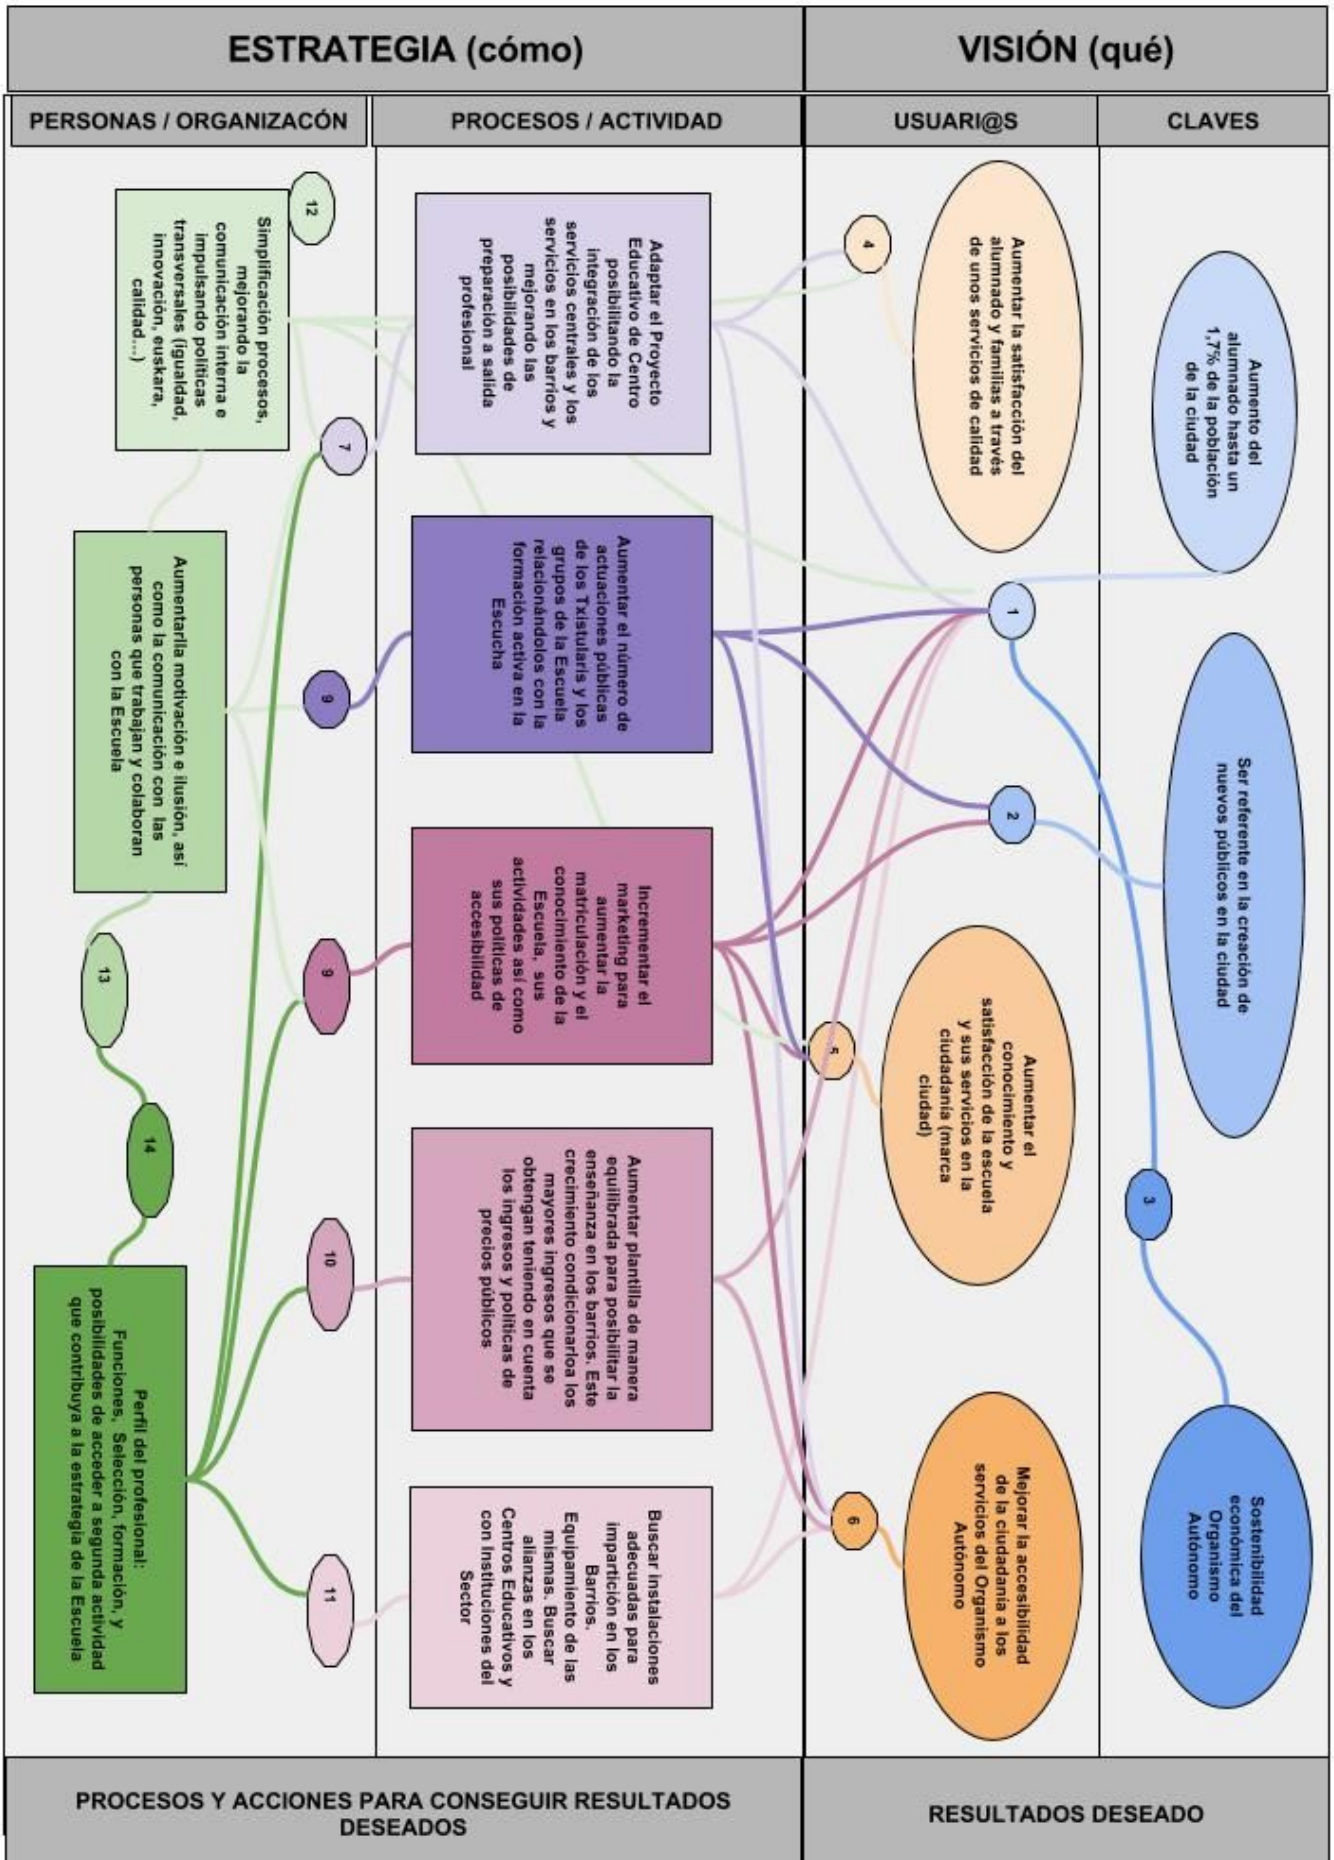 ESTRATEGIA (cómo)
VISIÓN (qué)
PERSONAS / ORGANIZACÓN
PROCESOS / ACTIVIDAD
USUARI@S
CLAVES
Aumento del
alumnado hasta un
1,7% de la población
de la ciudad
Ser referente en la creación de
nuevos públicos en la ciudad
3
Sostenibilidad
económica del
Organismo
Autónomo
4
Aumentar la satisfacción del
alumnado y familias a través
de unos servicios de calidad
1
2
5
Aumentar el
conocimiento y
satisfacción de la escuela
y sus servicios en la
ciudadanía (marca
ciudad)
6
Mejorar la accesibilidad
de la ciudadanía a los
servicios del Organismo
Autónomo
Adaptar el Proyecto
Educativo de Centro
posibilitando la
integración de los
servicios centrales y los
servicios en los barrios y
mejorando las
posibilidades de
preparación a salida
profesional
Aumentar el número de
actuaciones públicas
de los Txistularis y los
grupos de la Escuela
relacionándolos con la
formación activa en la
Escucha
Incrementar el
marketing para
aumentar la
matriculación y el
conocimiento de la
Escuela, sus
actividades así como
sus políticas de
accesibilidad
Aumentar plantilla de manera
equilibrada para posibilitar la
enseñanza en los barrios. Este
crecimiento condicionarloa los
mayores ingresos que se
obtengan teniendo en cuenta
los ingresos y políticas de
precios públicos
Buscar instalaciones
adecuadas para
impartición en los
Barrios.
Equipamiento de las
mismas. Buscar
alianzas en los
Centros Educativos y
con Instituciones del
Sector
12
7
9
9
10
11
Simplificación procesos,
mejorando la
comunicación interna e
impulsando políticas
transversales (igualdad,
innovación, euskara,
calidad...)
Aumentarlla motivación e ilusión, así
como la comunicación con las
personas que trabajan y colaboran
con la Escuela
13
14
Perfil del profesional:
Funciones, Selección, formación, y
posibilidades de acceder a segunda actividad
que contribuya a la estrategia de la Escuela
PROCESOS Y ACCIONES PARA CONSEGUIR RESULTADOS
DESEADOS
RESULTADOS DESEADO